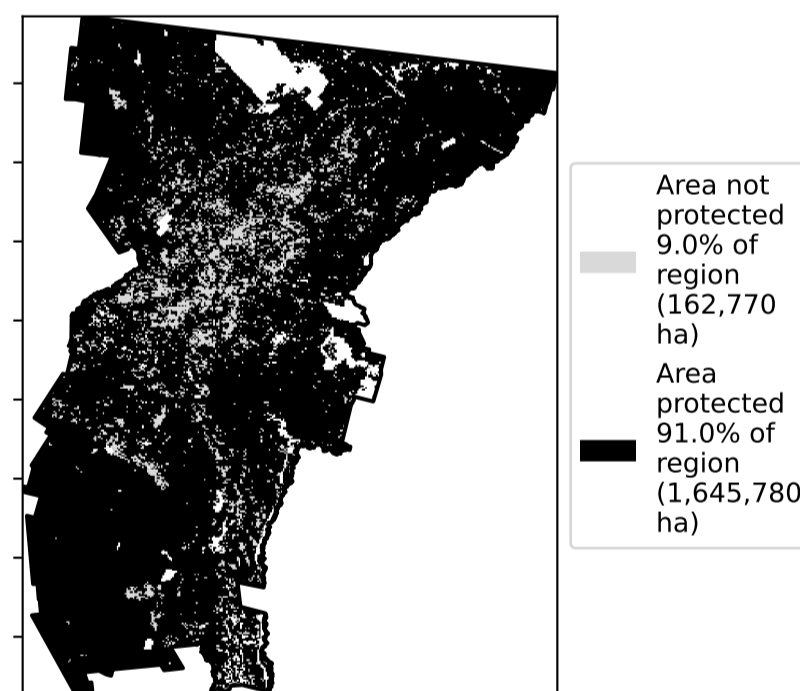 Area not
protected
9.0% of
region
(162,770
ha)
Area
protected
91.0% of
region
(1,645,780
ha)